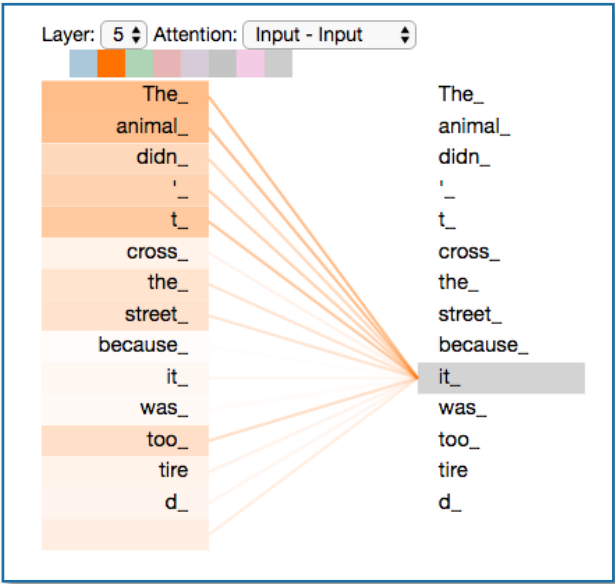 Layer: 5 Attention: Input - Input
The_ The_
animal_ animal_
didn_ didn_
'_ '_
t_ t_
cross_ cross_
the_ the_
street_ street_
because_ because_
it_ it_
was_ was_
too_ too_
tire tire
d_ d_